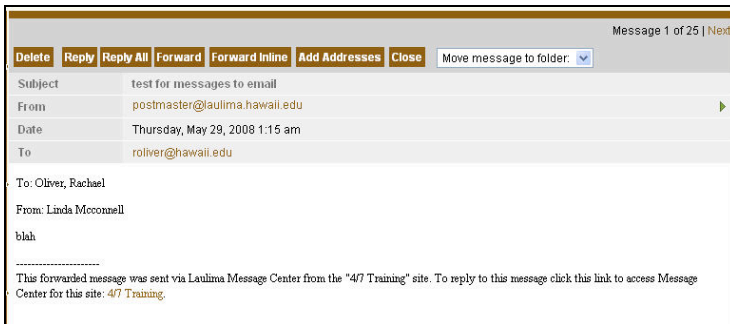 Message 1 of 25 | Next
Delete Reply Reply All Forward Forward Inline Add Addresses Close Move message to folder:
Subject test for messages to email
From postmaster@laulima.hawaii.edu
Date Thursday, May 29, 2008 1:15 am
To roliver@hawaii.edu
To: Oliver, Rachael
From: Linda Mcconnell
blah
----------------------
This forwarded message was sent via Laulima Message Center from the "4/7 Training" site. To reply to this message click this link to access Message
Center for this site: 4/7 Training.